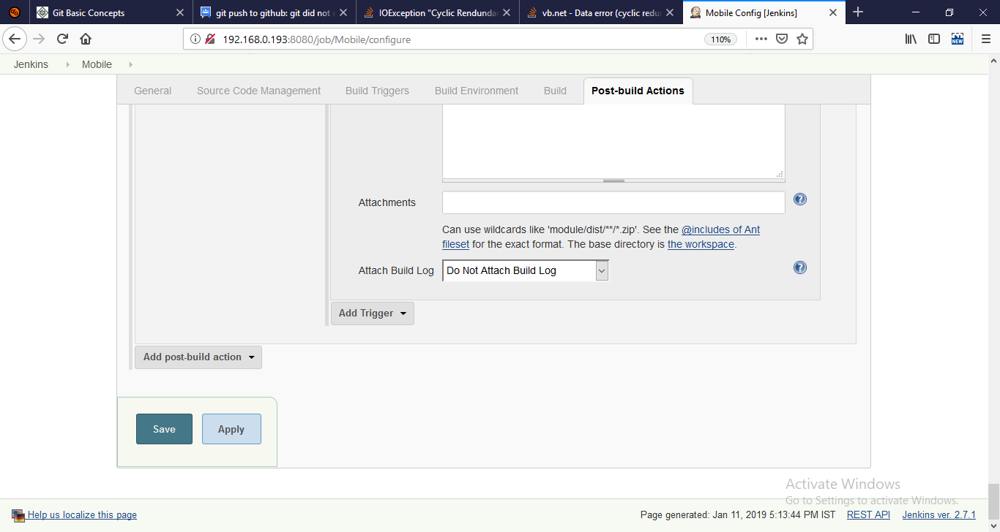 Git Basic Concepts
git push to github: git did not e
IOException "Cyclic Rendunda
vb.net - Data error (cyclic redu
Mobile Config [Jenkins]
192.168.0.193:8080/job/Mobile/configure
110%
NEW
Jenkins
Mobile
General
Source Code Management
Build Triggers
Build Environment
Build
Post-build Actions
Attachments
Can use wildcards like 'module/dist/**/*.zip'. See the @includes of Ant
fileset for the exact format. The base directory is the workspace.
Attach Build Log
Do Not Attach Build Log
Add Trigger
Add post-build action
Save
Apply
Activate Windows
Go to Settings to activate Windows.
Help us localize this page
Page generated: Jan 11, 2019 5:13:44 PM IST
REST API
Jenkins ver. 2.7.1